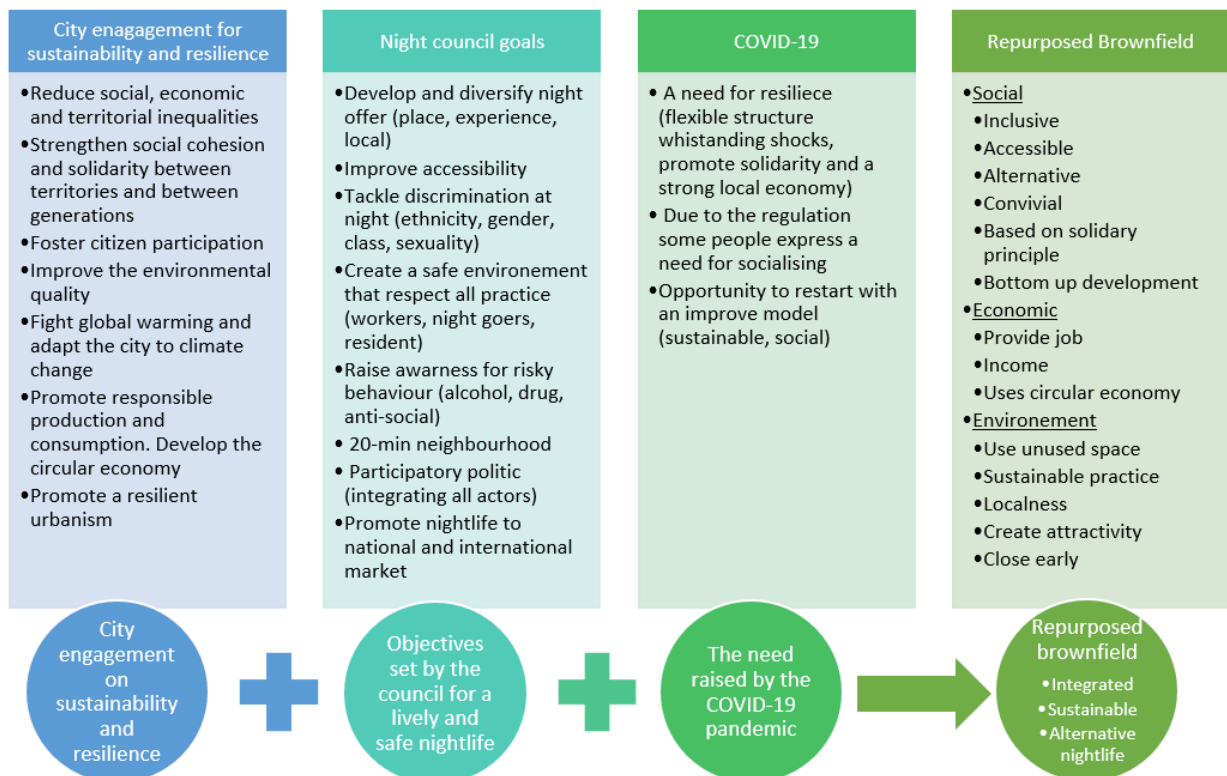 City enagagement for
sustainability and resilience
•Reduce social, economic
and territorial inequalities
•Strengthen social cohesion
and solidarity between
territories and between
generations
•Foster citizen participation
•Improve the environmental
quality
•Fight global warming and
adapt the city to climate
change
•Promote responsible
production and
consumption. Develop the
circular economy
•Promote a resilient
urbanism
Night council goals
•Develop and diversify night
offer (place, experience,
local)
•Improve accessibility
•Tackle discrimination at
night (ethnicity, gender,
class, sexuality)
•Create a safe environement
that respect all practice
(workers, night goers,
resident)
•Raise awarness for risky
behaviour (alcohol, drug,
anti-social)
• 20-min neighbourhood
• Participatory politic
(integrating all actors)
•Promote nightlife to
national and international
market
COVID-19
• A need for resiliece
(flexible structure
whistanding shocks,
promote solidarity and a
strong local economy)
• Due to the regulation
some people express a
need for socialising
•Opportunity to restart with
an improve model
(sustainable, social)
Repurposed Brownfield
•Social
•Inclusive
•Accessible
•Alternative
•Convivial
•Based on solidary
principle
•Bottom up development
•Economic
•Provide job
•Income
•Uses circular economy
•Environement
•Use unused space
•Sustainable practice
•Localness
•Create attractivity
•Close early
City
engagement
on
sustainability
and
resilience
Objectives
set by the
council for a
lively and
safe nightlife
The need
raised by the
COVID-19
pandemic
Repurposed
brownfield
•Integrated
•Sustainable
•Alternative
nightlife